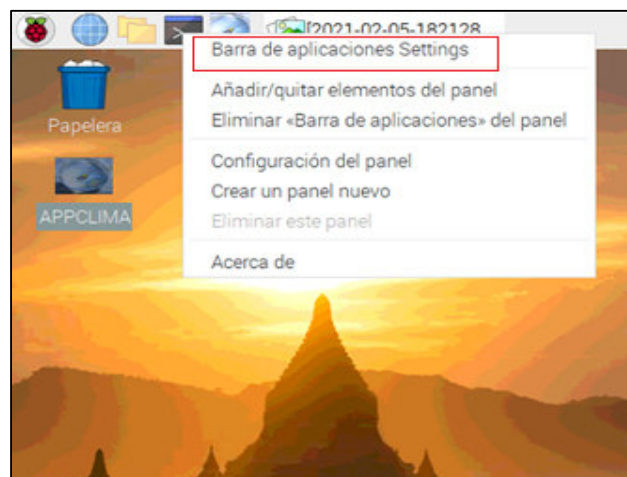 [2021-02-05-182128
Barra de aplicaciones Settings
Añadir/quitar elementos del panel
Eliminar «Barra de aplicaciones» del panel
Configuración del panel
Crear un panel nuevo
Eliminar este panel
Acerca de
Papelera
APPCLIMA